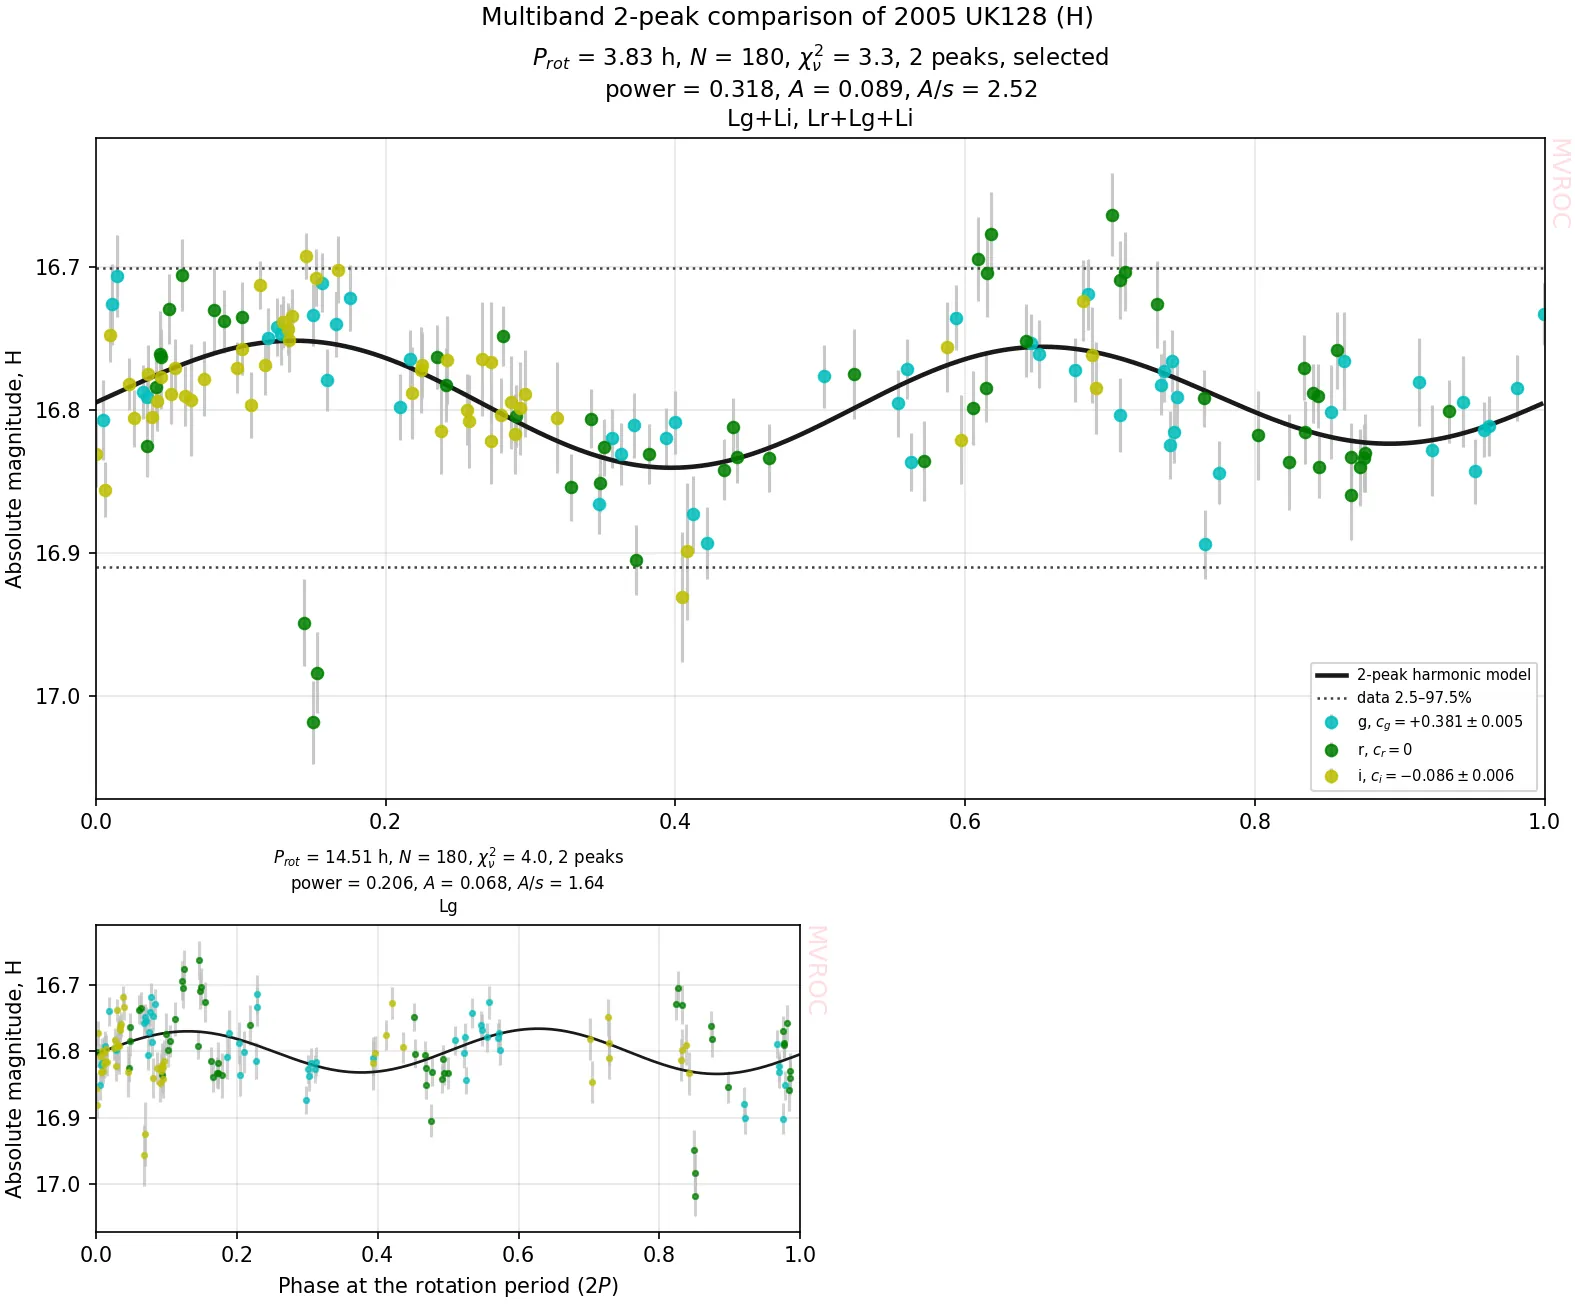 Multiband 2-peak comparison of 2005 UK128 (H)
P_rot = 3.83 h, N = 180, χ²_ν = 3.3, 2 peaks, selected
power = 0.318, A = 0.089, A/s = 2.52
Lg+Li, Lr+Lg+Li
MVROC
Absolute magnitude, H
16.7
16.8
16.9
17.0
2-peak harmonic model
data 2.5–97.5%
g, c_g = +0.381 ± 0.005
r, c_r = 0
i, c_i = −0.086 ± 0.006
0.0 0.2 0.4 0.6 0.8 1.0
P_rot = 14.51 h, N = 180, χ²_ν = 4.0, 2 peaks
power = 0.206, A = 0.068, A/s = 1.64
Lg
MVROC
Absolute magnitude, H
16.7
16.8
16.9
17.0
0.0 0.2 0.4 0.6 0.8 1.0
Phase at the rotation period (2P)